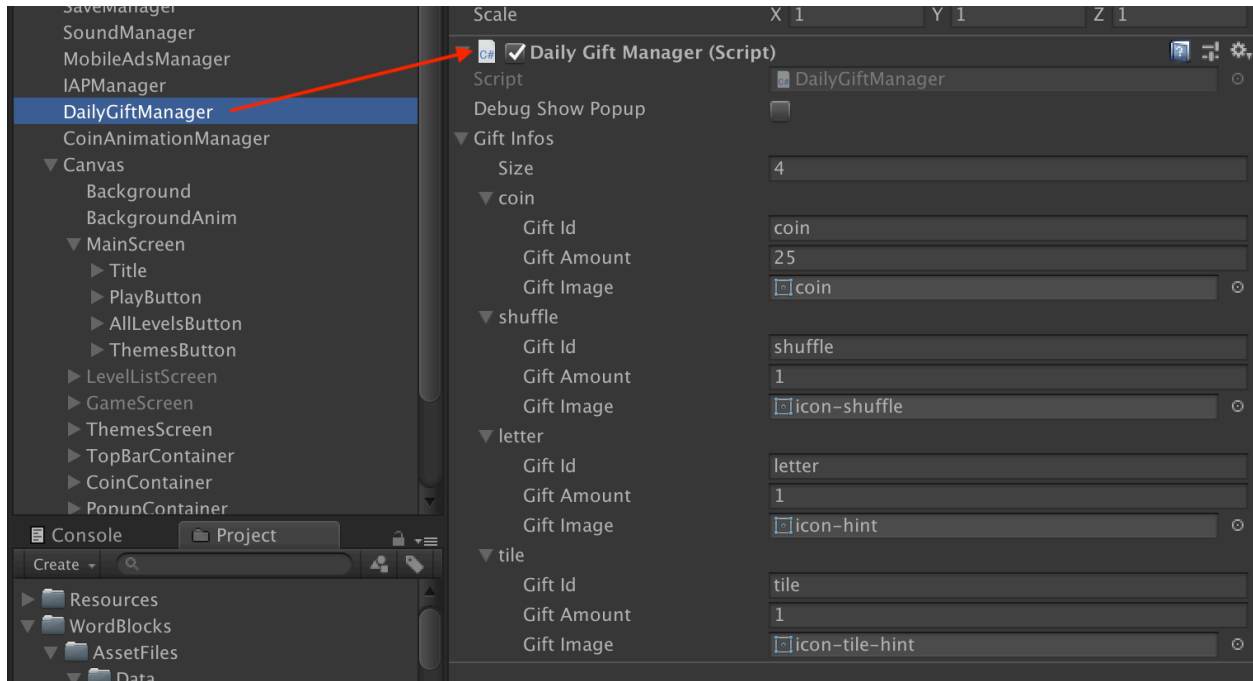 SaveManager
SoundManager
MobileAdsManager
IAPManager
DailyGiftManager
CoinAnimationManager
Canvas
Background
BackgroundAnim
MainScreen
Title
PlayButton
AllLevelsButton
ThemesButton
LevelListScreen
GameScreen
ThemesScreen
TopBarContainer
CoinContainer
PopupContainer
Console Project
Create
Resources
WordBlocks
AssetFiles
Data
Scale X 1 Y 1 Z 1
C# Daily Gift Manager (Script)
Script DailyGiftManager
Debug Show Popup
Gift Infos
Size 4
coin
Gift Id coin
Gift Amount 25
Gift Image coin
shuffle
Gift Id shuffle
Gift Amount 1
Gift Image icon-shuffle
letter
Gift Id letter
Gift Amount 1
Gift Image icon-hint
tile
Gift Id tile
Gift Amount 1
Gift Image icon-tile-hint